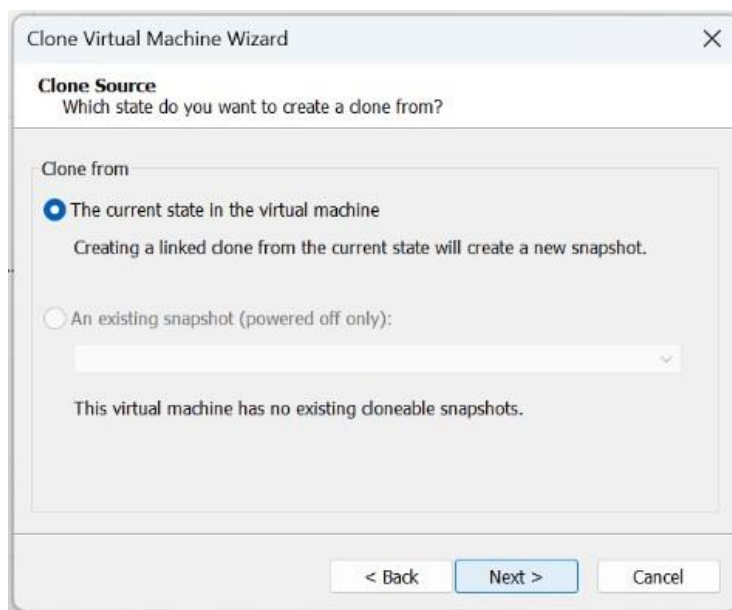 Clone Virtual Machine Wizard
Clone Source
Which state do you want to create a clone from?
Clone from
The current state in the virtual machine
Creating a linked clone from the current state will create a new snapshot.
An existing snapshot (powered off only):
This virtual machine has no existing cloneable snapshots.
< Back Next > Cancel